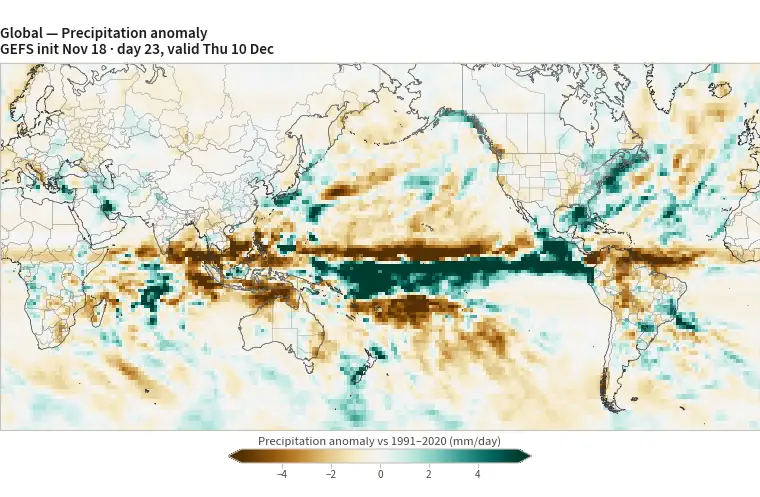 Global — Precipitation anomaly
GEFS init Nov 18 · day 23, valid Thu 10 Dec
Precipitation anomaly vs 1991–2020 (mm/day)
−4 −2 0 2 4